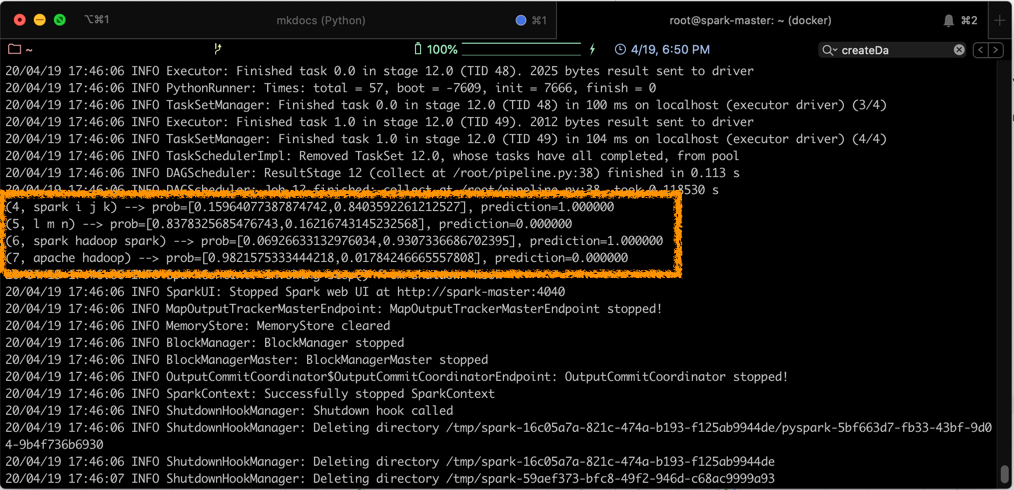 ⌥⌘1
mkdocs (Python)
⌘1
root@spark-master: ~ (docker)
⌘2
~
100%
4/19, 6:50 PM
createDa
20/04/19 17:46:06 INFO Executor: Finished task 0.0 in stage 12.0 (TID 48). 2025 bytes result sent to driver
20/04/19 17:46:06 INFO PythonRunner: Times: total = 57, boot = -7609, init = 7666, finish = 0
20/04/19 17:46:06 INFO TaskSetManager: Finished task 0.0 in stage 12.0 (TID 48) in 100 ms on localhost (executor driver) (3/4)
20/04/19 17:46:06 INFO Executor: Finished task 1.0 in stage 12.0 (TID 49). 2012 bytes result sent to driver
20/04/19 17:46:06 INFO TaskSetManager: Finished task 1.0 in stage 12.0 (TID 49) in 104 ms on localhost (executor driver) (4/4)
20/04/19 17:46:06 INFO TaskSchedulerImpl: Removed TaskSet 12.0, whose tasks have all completed, from pool
20/04/19 17:46:06 INFO DAGScheduler: ResultStage 12 (collect at /root/pipeline.py:38) finished in 0.113 s
20/04/19 17:46:06 INFO DAGScheduler: Job 12 finished: collect at /root/pipeline.py:38, took 0.118530 s
(4, spark i j k) --> prob=[0.15964077387874742,0.8403592261212527], prediction=1.000000
(5, l m n) --> prob=[0.8378325685476743,0.16216743145232568], prediction=0.000000
(6, spark hadoop spark) --> prob=[0.06926633132976034,0.9307336686702395], prediction=1.000000
(7, apache hadoop) --> prob=[0.9821575333444218,0.01784246665557808], prediction=0.000000
20/04/19 17:46:06 INFO SparkUI: Stopped Spark web UI at http://spark-master:4040
20/04/19 17:46:06 INFO MapOutputTrackerMasterEndpoint: MapOutputTrackerMasterEndpoint stopped!
20/04/19 17:46:06 INFO MemoryStore: MemoryStore cleared
20/04/19 17:46:06 INFO BlockManager: BlockManager stopped
20/04/19 17:46:06 INFO BlockManagerMaster: BlockManagerMaster stopped
20/04/19 17:46:06 INFO OutputCommitCoordinator$OutputCommitCoordinatorEndpoint: OutputCommitCoordinator stopped!
20/04/19 17:46:06 INFO SparkContext: Successfully stopped SparkContext
20/04/19 17:46:06 INFO ShutdownHookManager: Shutdown hook called
20/04/19 17:46:06 INFO ShutdownHookManager: Deleting directory /tmp/spark-16c05a7a-821c-474a-b193-f125ab9944de/pyspark-5bf663d7-fb33-43bf-9d0
4-9b4f736b6930
20/04/19 17:46:06 INFO ShutdownHookManager: Deleting directory /tmp/spark-16c05a7a-821c-474a-b193-f125ab9944de
20/04/19 17:46:07 INFO ShutdownHookManager: Deleting directory /tmp/spark-59aef373-bfc8-49f2-946d-c68ac9999a93